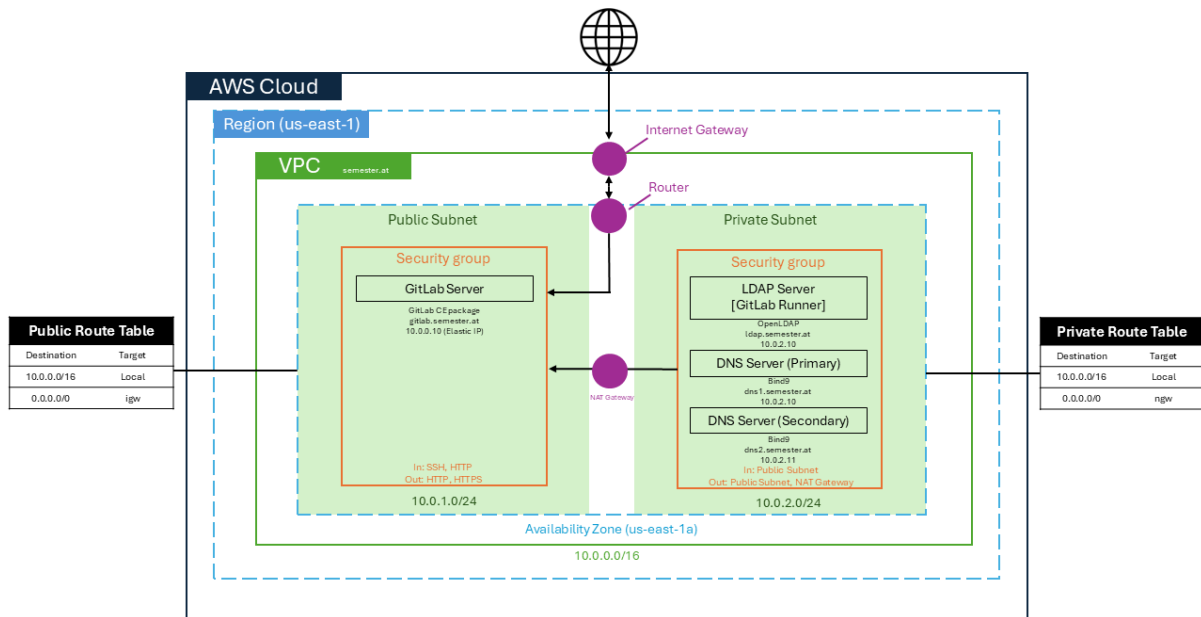 AWS Cloud
Region (us-east-1)
Internet Gateway
VPC semester.at
Router
Public Subnet
Private Subnet
Security group
GitLab Server
GitLab CE package
gitlab.semester.at
10.0.0.10 (Elastic IP)
In: SSH, HTTP
Out: HTTP, HTTPS
10.0.1.0/24
NAT Gateway
Security group
LDAP Server
[GitLab Runner]
OpenLDAP
ldap.semester.at
10.0.2.10
DNS Server (Primary)
Bind9
dns1.semester.at
10.0.2.10
DNS Server (Secondary)
Bind9
dns2.semester.at
10.0.2.11
In: Public Subnet
Out: Public Subnet, NAT Gateway
10.0.2.0/24
Availability Zone (us-east-1a)
10.0.0.0/16
Public Route Table
Destination Target
10.0.0.0/16 Local
0.0.0.0/0 igw
Private Route Table
Destination Target
10.0.0.0/16 Local
0.0.0.0/0 ngw